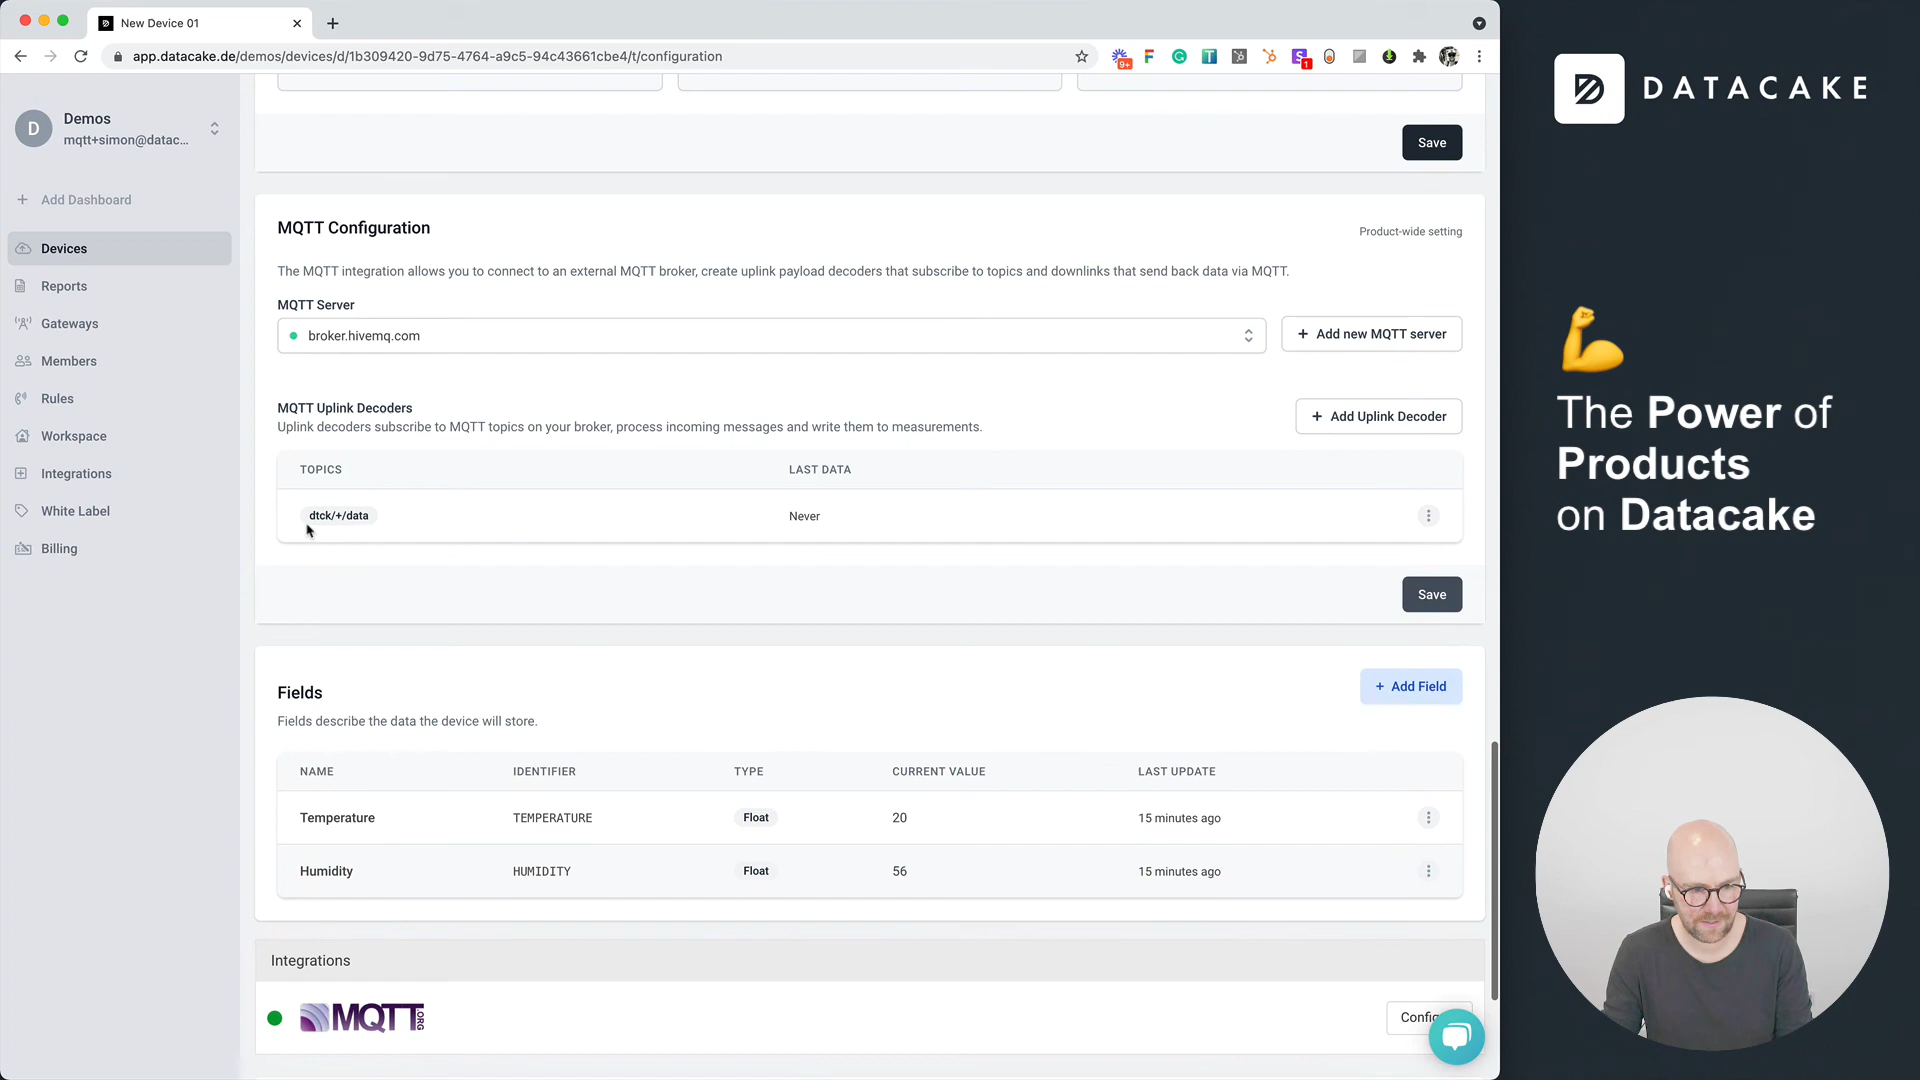 New Device 01
app.datacake.de/demos/devices/d/1b309420-9d75-4764-a9c5-94c43661cbe4/t/configuration
9+
1
DATACAKE
D
Demos
mqtt+simon@datac...
Save
Add Dashboard
Devices
Reports
Gateways
Members
Rules
Workspace
Integrations
White Label
Billing
MQTT Configuration
Product-wide setting
The MQTT integration allows you to connect to an external MQTT broker, create uplink payload decoders that subscribe to topics and downlinks that send back data via MQTT.
MQTT Server
broker.hivemq.com
+ Add new MQTT server
MQTT Uplink Decoders
Uplink decoders subscribe to MQTT topics on your broker, process incoming messages and write them to measurements.
+ Add Uplink Decoder
TOPICS LAST DATA
dtck/+/data Never
Save
Fields
Fields describe the data the device will store.
+ Add Field
NAME IDENTIFIER TYPE CURRENT VALUE LAST UPDATE
Temperature TEMPERATURE Float 20 15 minutes ago
Humidity HUMIDITY Float 56 15 minutes ago
Integrations
MQTT.ORG
The Power of
Products
on Datacake